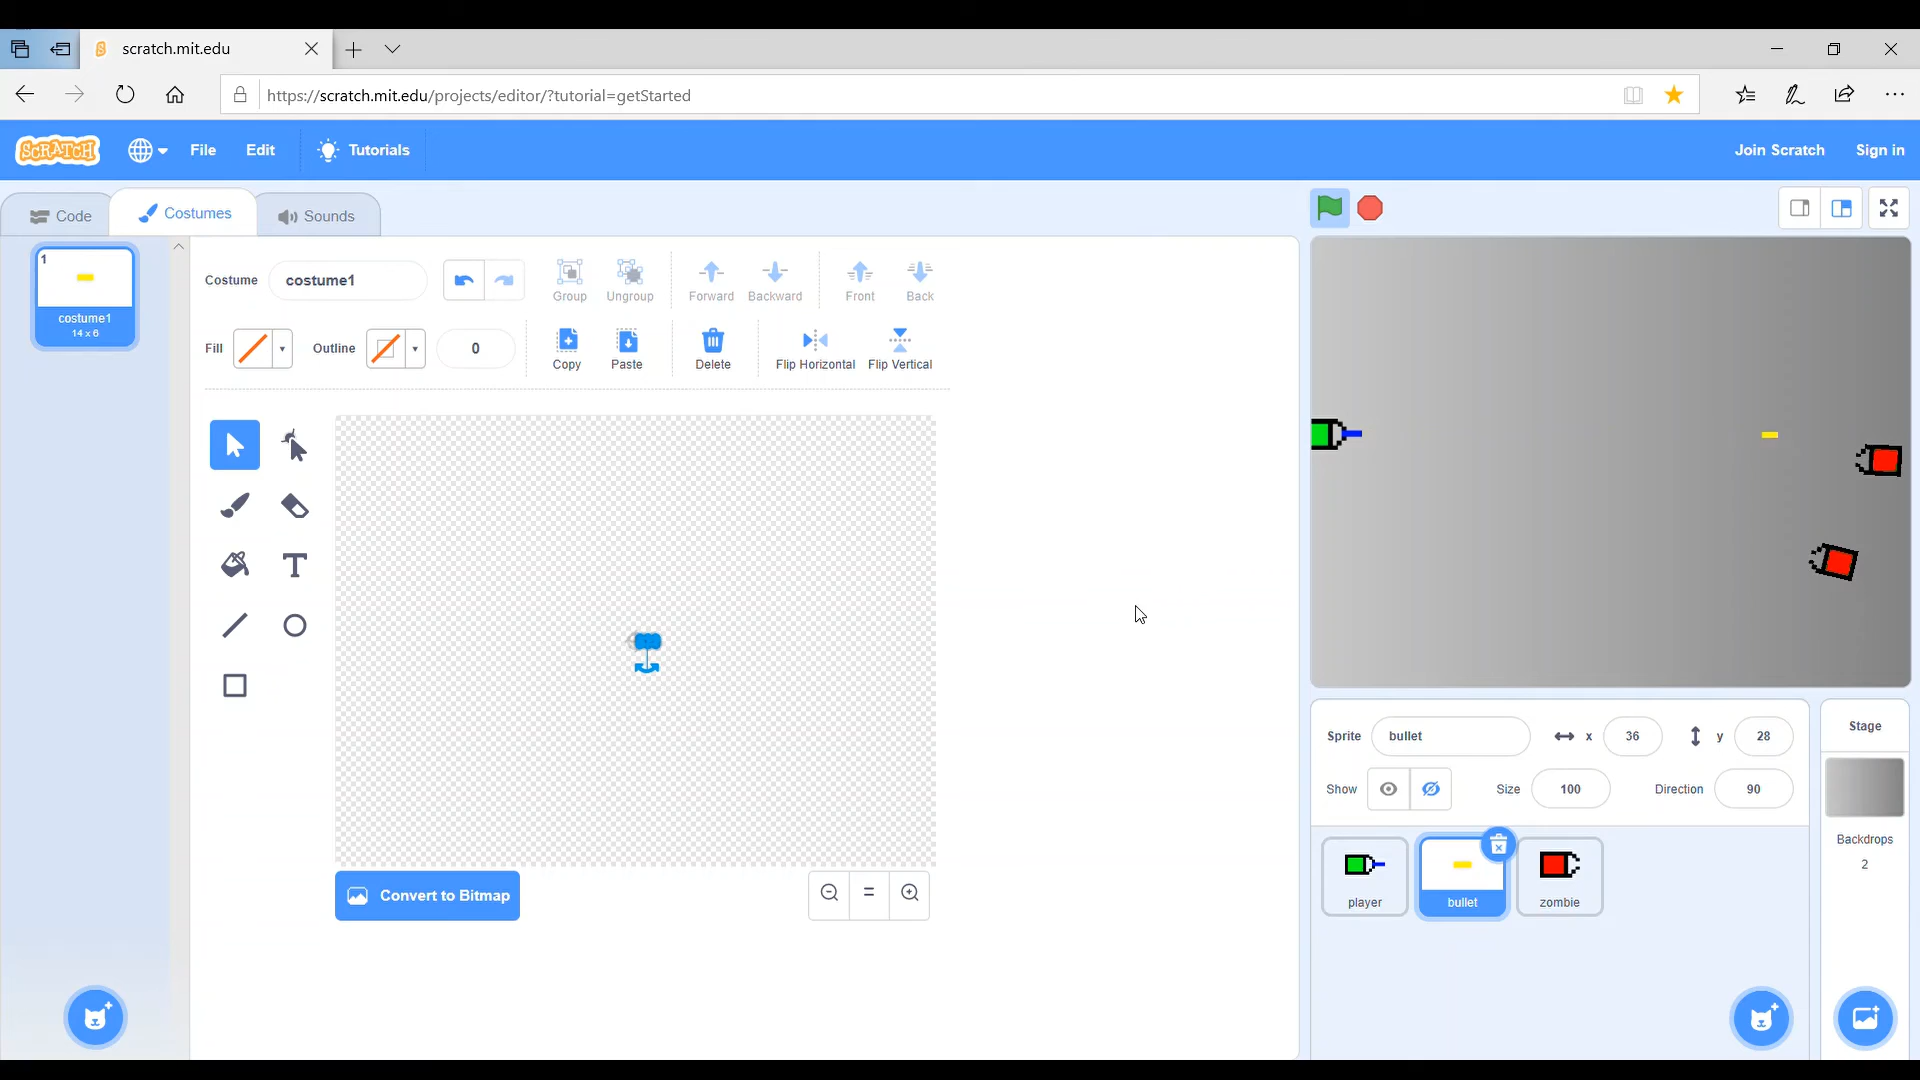 scratch.mit.edu
https://scratch.mit.edu/projects/editor/?tutorial=getStarted
SCRATCH File Edit Tutorials Join Scratch Sign in
Code Costumes Sounds
1
costume1
14 x 6
Costume costume1 Group Ungroup Forward Backward Front Back
Fill Outline 0 Copy Paste Delete Flip Horizontal Flip Vertical
T
Convert to Bitmap
=
Sprite bullet x 36 y 28
Show Size 100 Direction 90
player bullet zombie
Stage
Backdrops
2